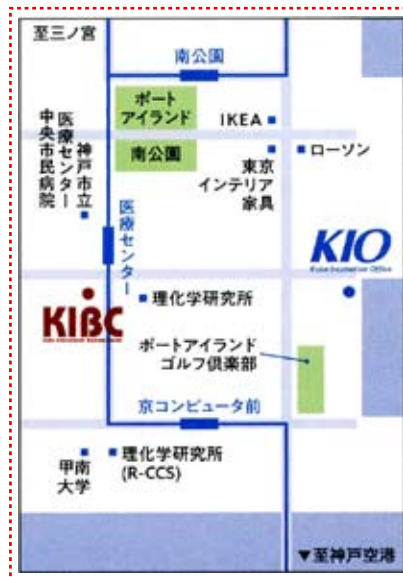 至三ノ宮
南公園
ポート
アイランド
南公園
IKEA
ローソン
東京
インテリア
家具
神戸市立
医療センター
中央市民病院
医療センター
KIO
KIBC
理化学研究所
ポートアイランド
ゴルフ倶楽部
京コンピュータ前
甲南
大学
理化学研究所
(R-CCS)
▼至神戸空港